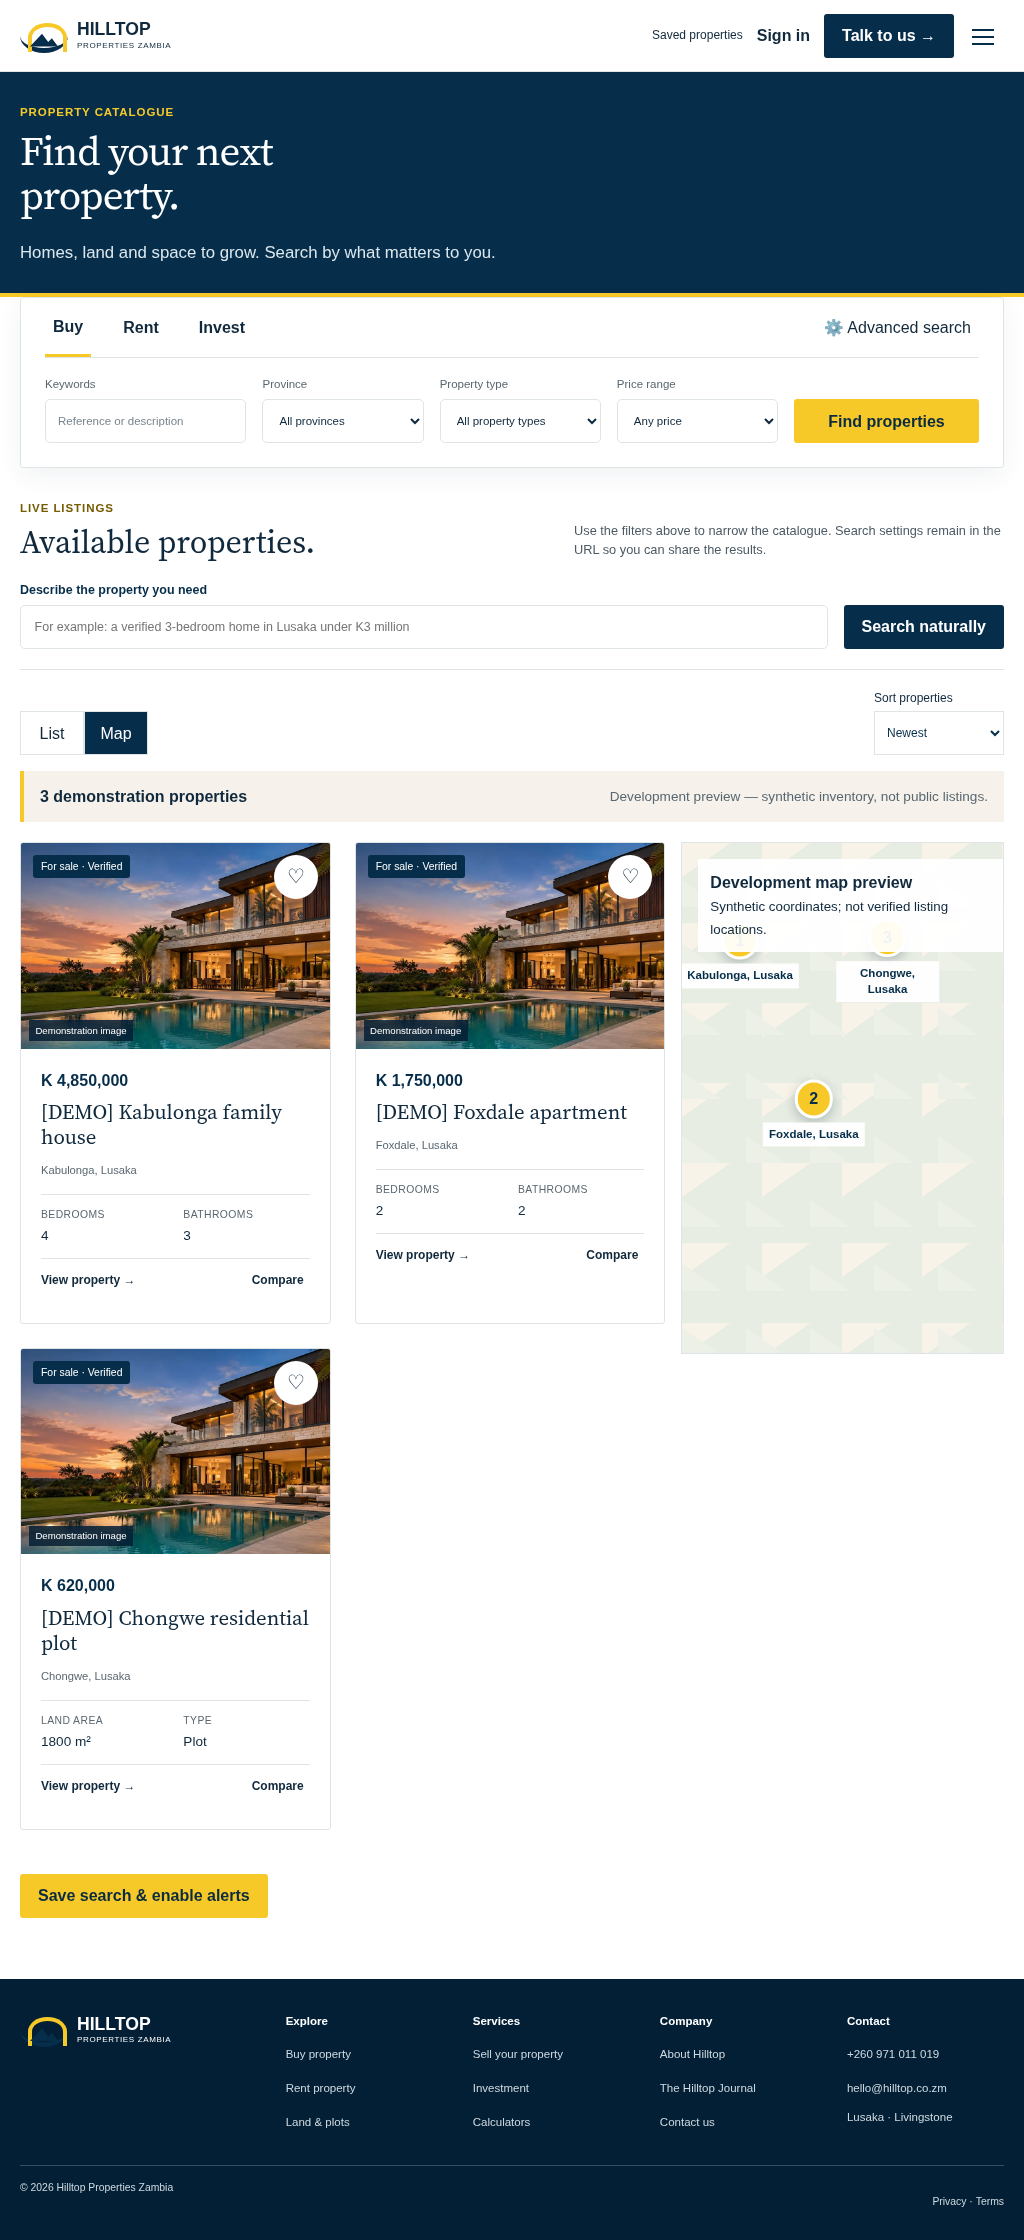 HILLTOP
PROPERTIES ZAMBIA
Saved properties
Sign in
Talk to us →
PROPERTY CATALOGUE
Find your next
property.
Homes, land and space to grow. Search by what matters to you.
Buy
Rent
Invest
⚙️ Advanced search
Keywords
Province
Property type
Price range
Reference or description
All provinces
All property types
Any price
Find properties
LIVE LISTINGS
Available properties.
Use the filters above to narrow the catalogue. Search settings remain in the
URL so you can share the results.
Describe the property you need
For example: a verified 3-bedroom home in Lusaka under K3 million
Search naturally
Sort properties
List
Map
Newest
3 demonstration properties
Development preview — synthetic inventory, not public listings.
For sale · Verified
♡
Demonstration image
K 4,850,000
[DEMO] Kabulonga family
house
Kabulonga, Lusaka
BEDROOMS
BATHROOMS
4
3
View property →
Compare
For sale · Verified
♡
Demonstration image
K 1,750,000
[DEMO] Foxdale apartment
Foxdale, Lusaka
BEDROOMS
BATHROOMS
2
2
View property →
Compare
Development map preview
Synthetic coordinates; not verified listing
locations.
3
Kabulonga, Lusaka
Chongwe,
Lusaka
2
Foxdale, Lusaka
For sale · Verified
♡
Demonstration image
K 620,000
[DEMO] Chongwe residential
plot
Chongwe, Lusaka
LAND AREA
TYPE
1800 m²
Plot
View property →
Compare
Save search & enable alerts
HILLTOP
PROPERTIES ZAMBIA
Explore
Buy property
Rent property
Land & plots
Services
Sell your property
Investment
Calculators
Company
About Hilltop
The Hilltop Journal
Contact us
Contact
+260 971 011 019
hello@hilltop.co.zm
Lusaka · Livingstone
© 2026 Hilltop Properties Zambia
Privacy · Terms